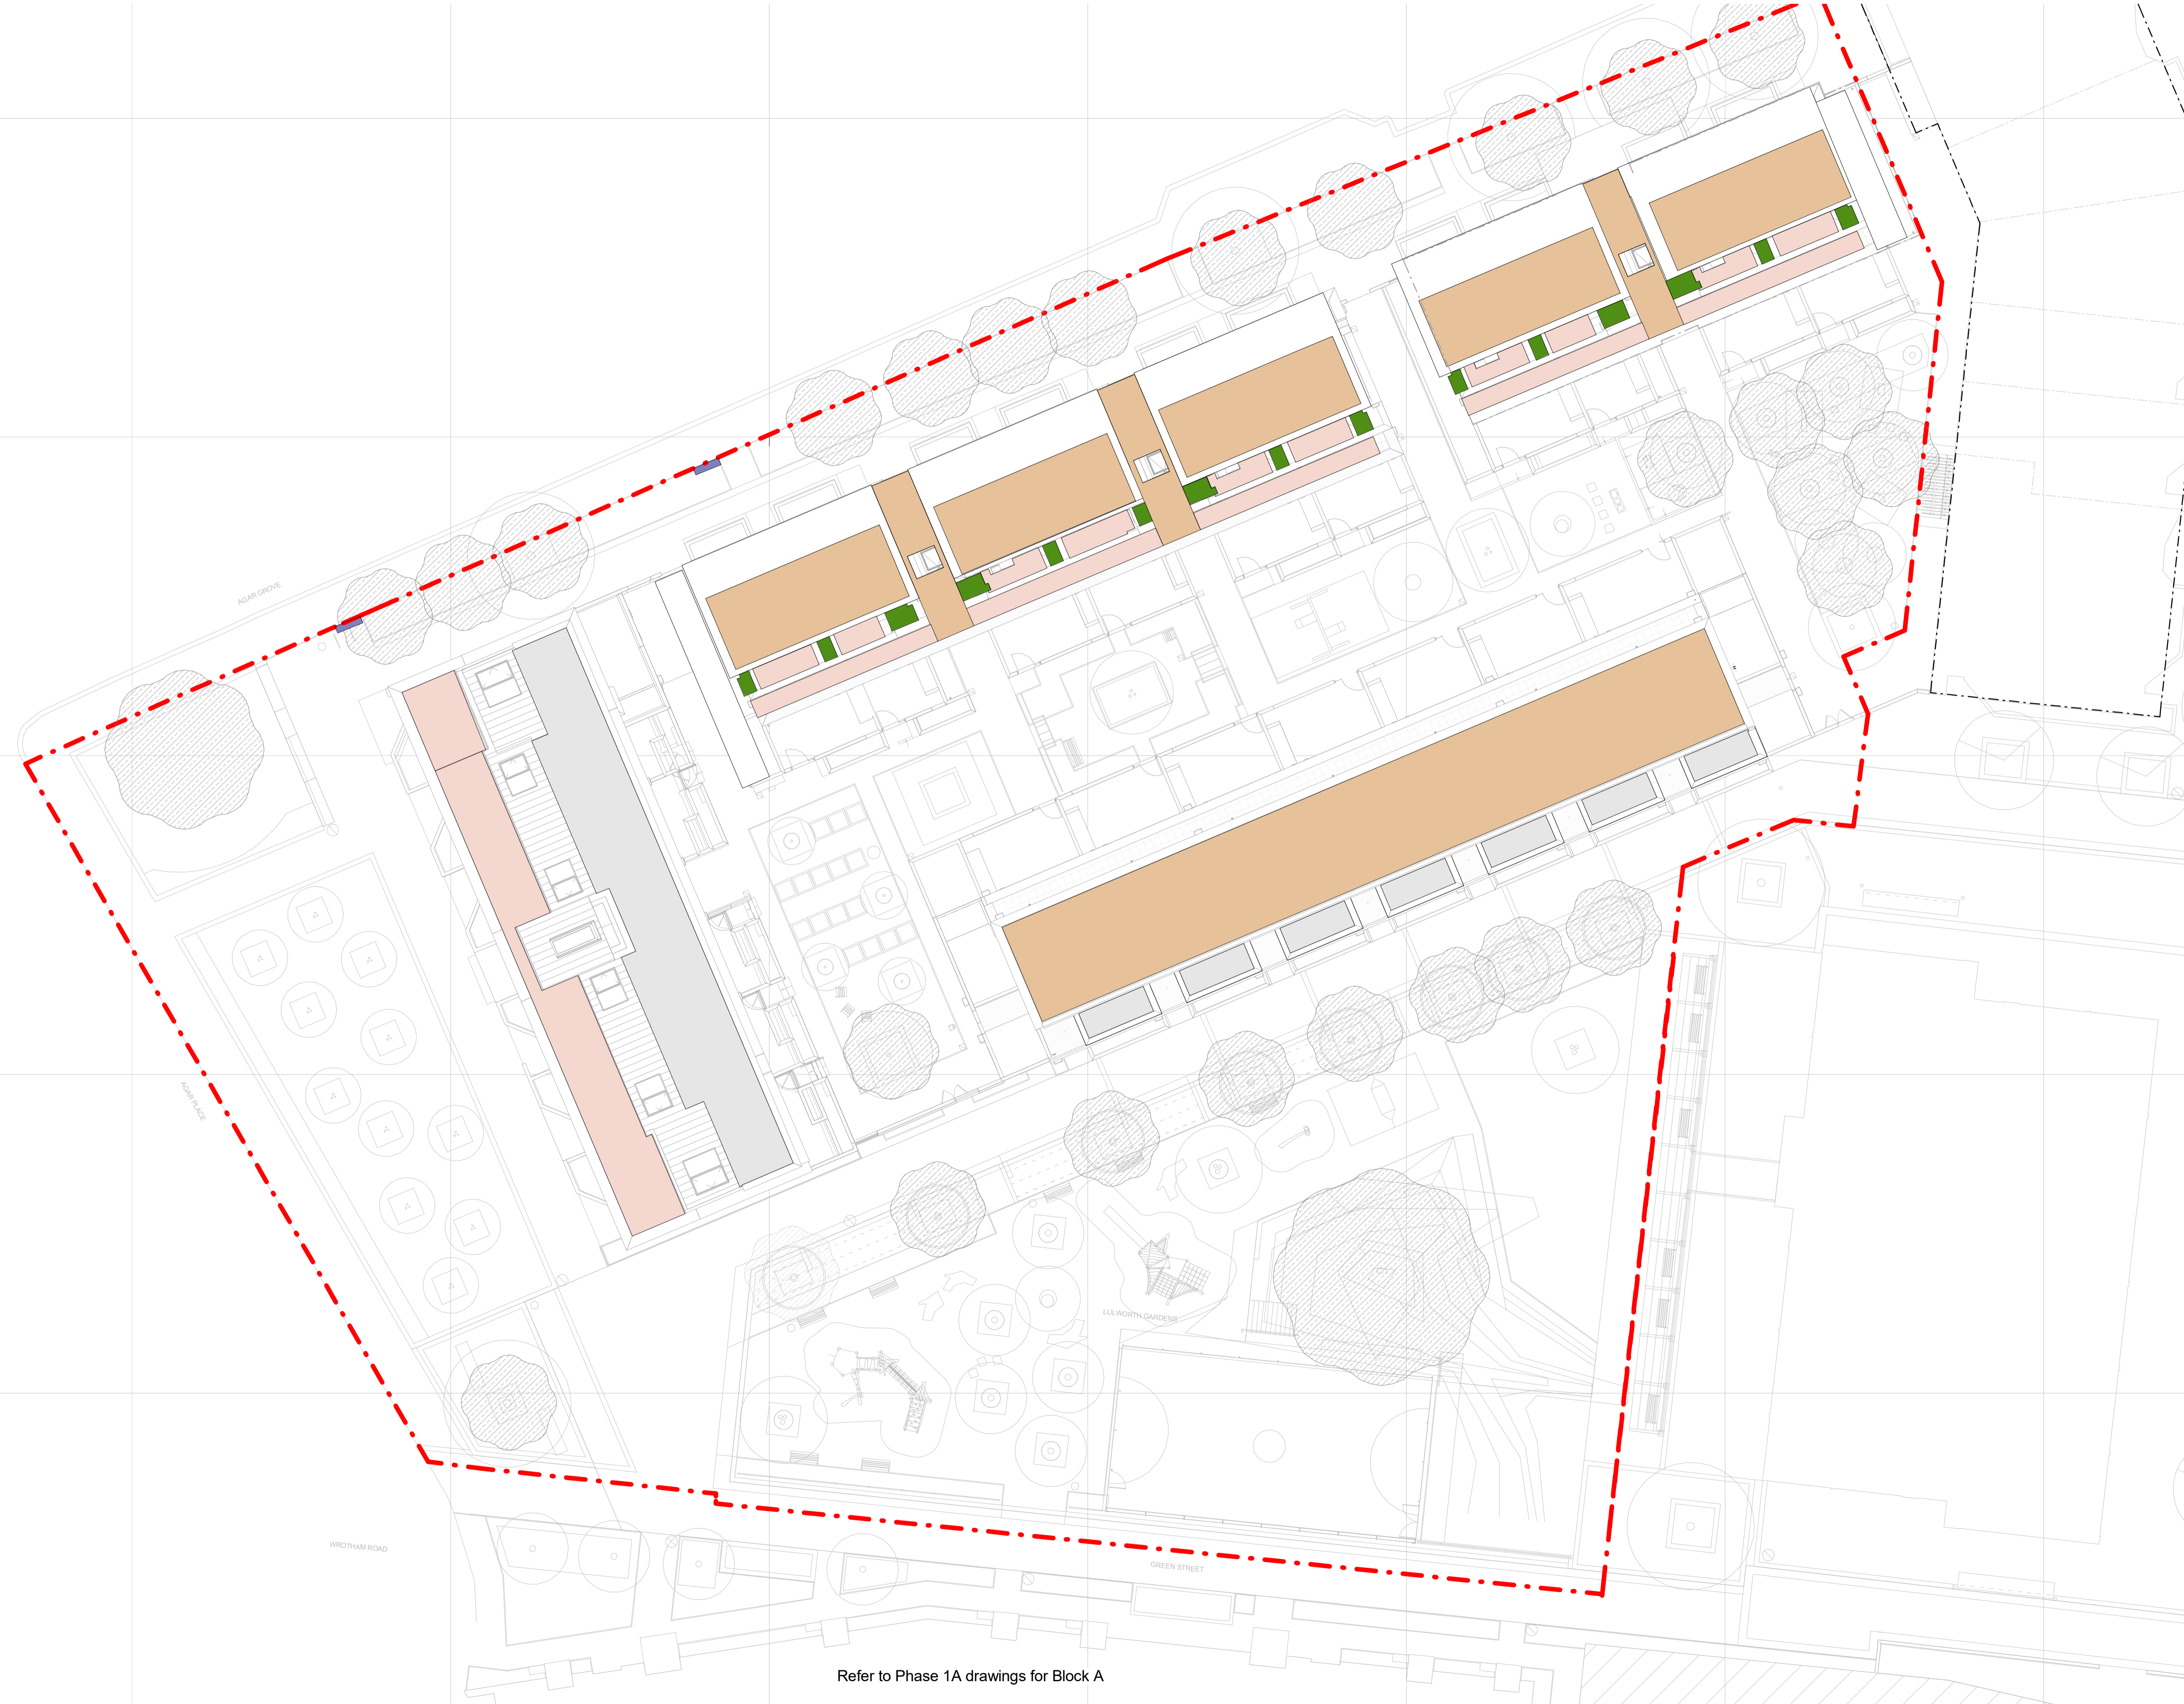 AGAR GROVE
AGAR PLACE
LULWORTH GARDENS
WROTHAM ROAD
GREEN STREET
Refer to Phase 1A drawings for Block A